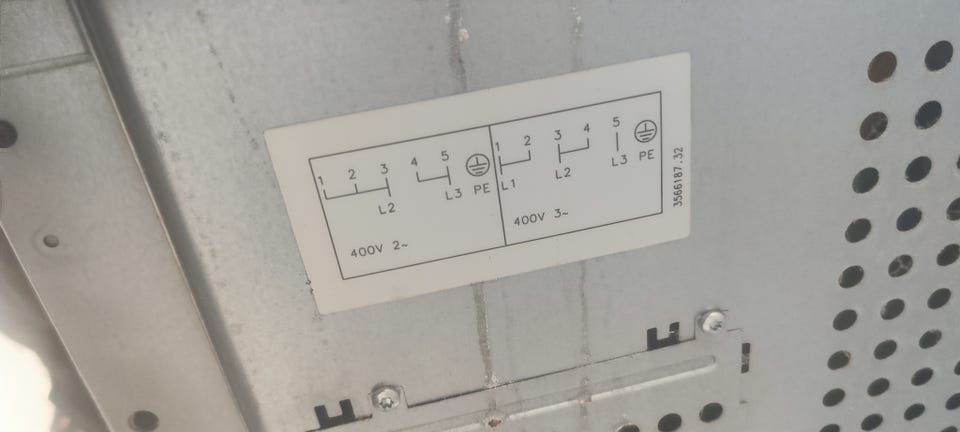 1 2 3 4 5
L2 L3 PE
400V 2~
1 2 3 4 5
L1 L2 L3 PE
400V 3~
3566187.32